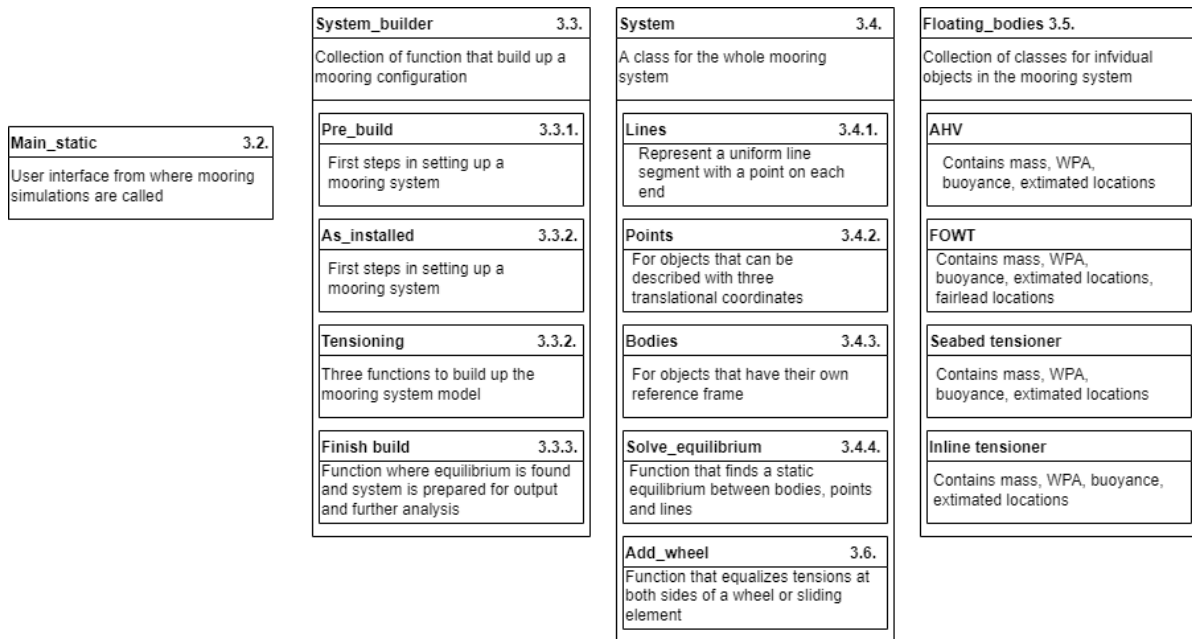 Main_static 3.2.
User interface from where mooring
simulations are called
System_builder 3.3.
Collection of function that build up a
mooring configuration
Pre_build 3.3.1.
First steps in setting up a
mooring system
As_installed 3.3.2.
First steps in setting up a
mooring system
Tensioning 3.3.2.
Three functions to build up the
mooring system model
Finish build 3.3.3.
Function where equilibrium is found
and system is prepared for output
and further analysis
System 3.4.
A class for the whole mooring
system
Lines 3.4.1.
Represent a uniform line
segment with a point on each
end
Points 3.4.2.
For objects that can be
described with three
translational coordinates
Bodies 3.4.3.
For objects that have their own
reference frame
Solve_equilibrium 3.4.4.
Function that finds a static
equilibrium between bodies, points
and lines
Add_wheel 3.6.
Function that equalizes tensions at
both sides of a wheel or sliding
element
Floating_bodies 3.5.
Collection of classes for infvidual
objects in the mooring system
AHV
Contains mass, WPA,
buoyance, extimated locations
FOWT
Contains mass, WPA,
buoyance, extimated locations,
fairlead locations
Seabed tensioner
Contains mass, WPA,
buoyance, extimated locations
Inline tensioner
Contains mass, WPA, buoyance,
extimated locations